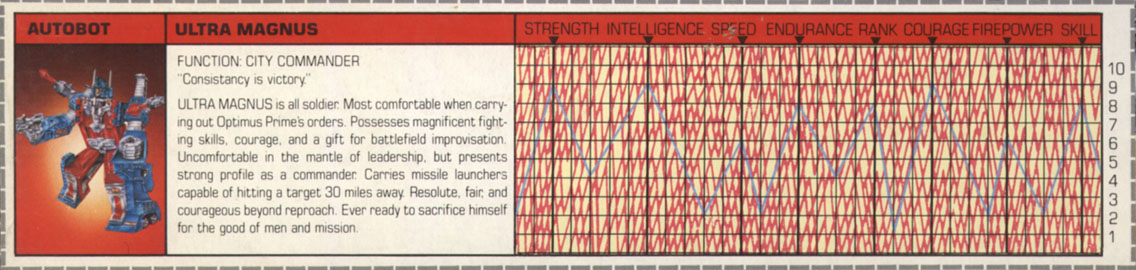 AUTOBOT
ULTRA MAGNUS
FUNCTION: CITY COMMANDER
"Consistancy is victory."
ULTRA MAGNUS is all soldier. Most comfortable when carry-
ing out Optimus Prime's orders. Possesses magnificent fight-
ing skills, courage, and a gift for battlefield improvisation.
Uncomfortable in the mantle of leadership, but presents
strong profile as a commander. Carries missile launchers
capable of hitting a target 30 miles away. Resolute, fair, and
courageous beyond reproach. Ever ready to sacrifice himself
for the good of men and mission.
STRENGTH INTELLIGENCE SPEED ENDURANCE RANK COURAGE FIREPOWER SKILL
10
9
8
7
6
5
4
3
2
1